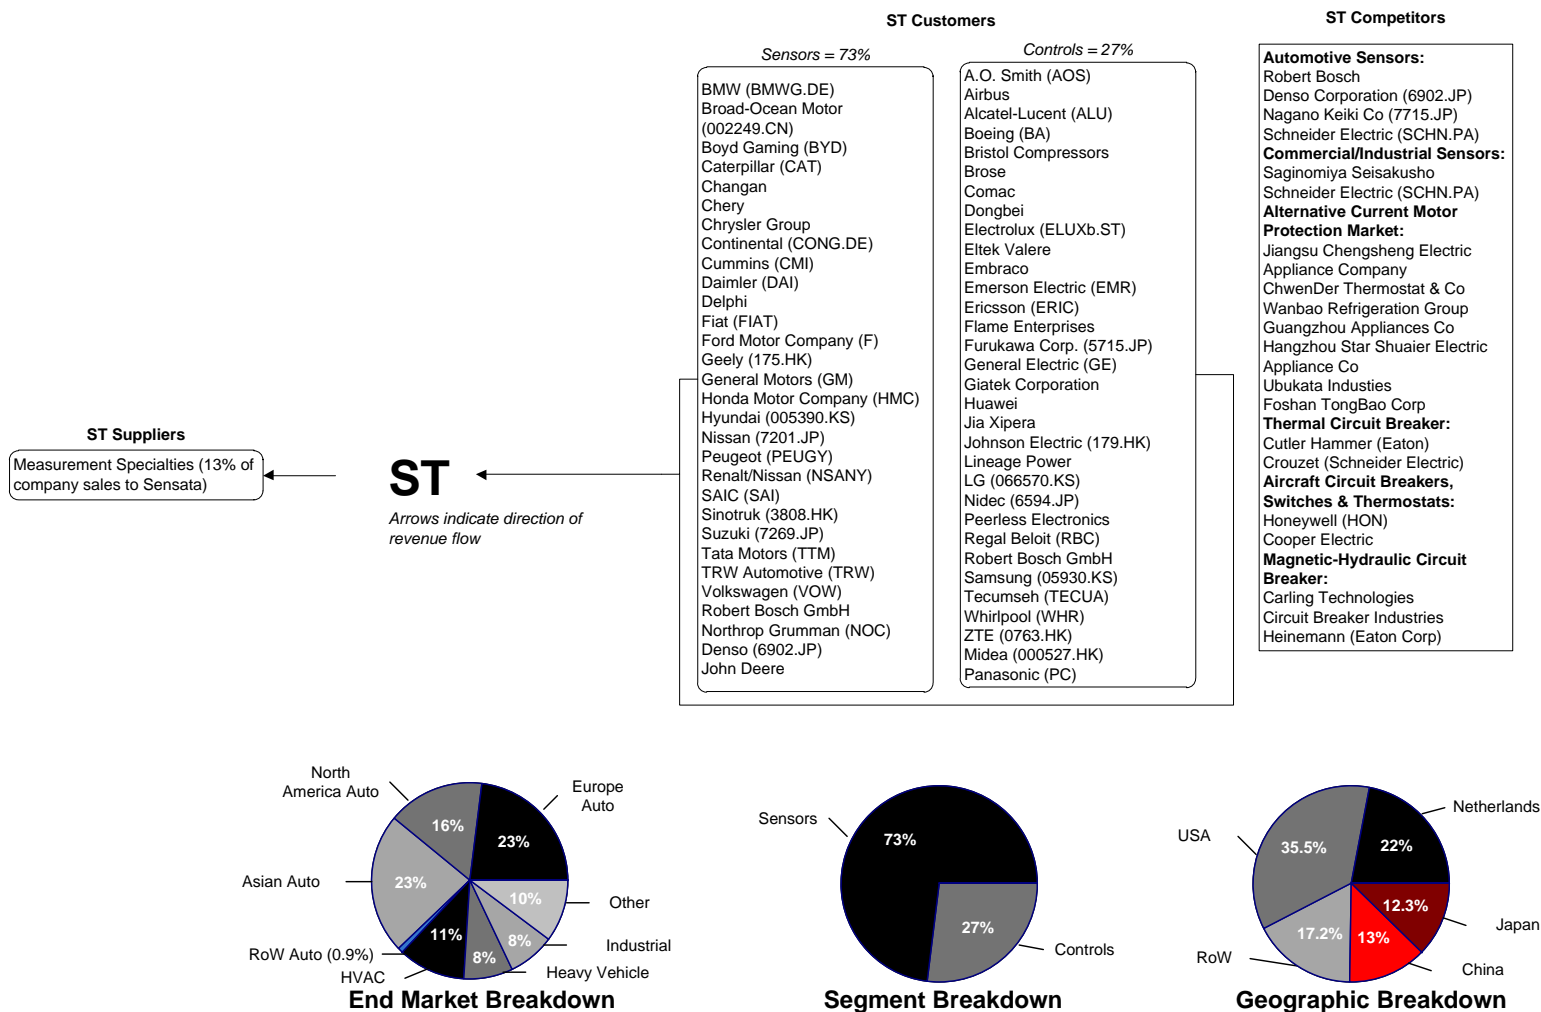 ST Customers
ST Competitors
Sensors = 73%
Controls = 27%
BMW (BMWG.DE)
Broad-Ocean Motor
(002249.CN)
Boyd Gaming (BYD)
Caterpillar (CAT)
Changan
Chery
Chrysler Group
Continental (CONG.DE)
Cummins (CMI)
Daimler (DAI)
Delphi
Fiat (FIAT)
Ford Motor Company (F)
Geely (175.HK)
General Motors (GM)
Honda Motor Company (HMC)
Hyundai (005390.KS)
Nissan (7201.JP)
Peugeot (PEUGY)
Renalt/Nissan (NSANY)
SAIC (SAI)
Sinotruk (3808.HK)
Suzuki (7269.JP)
Tata Motors (TTM)
TRW Automotive (TRW)
Volkswagen (VOW)
Robert Bosch GmbH
Northrop Grumman (NOC)
Denso (6902.JP)
John Deere
A.O. Smith (AOS)
Airbus
Alcatel-Lucent (ALU)
Boeing (BA)
Bristol Compressors
Brose
Comac
Dongbei
Electrolux (ELUXb.ST)
Eltek Valere
Embraco
Emerson Electric (EMR)
Ericsson (ERIC)
Flame Enterprises
Furukawa Corp. (5715.JP)
General Electric (GE)
Giatek Corporation
Huawei
Jia Xipera
Johnson Electric (179.HK)
Lineage Power
LG (066570.KS)
Nidec (6594.JP)
Peerless Electronics
Regal Beloit (RBC)
Robert Bosch GmbH
Samsung (05930.KS)
Tecumseh (TECUA)
Whirlpool (WHR)
ZTE (0763.HK)
Midea (000527.HK)
Panasonic (PC)
Automotive Sensors:
Robert Bosch
Denso Corporation (6902.JP)
Nagano Keiki Co (7715.JP)
Schneider Electric (SCHN.PA)
Commercial/Industrial Sensors:
Saginomiya Seisakusho
Schneider Electric (SCHN.PA)
Alternative Current Motor
Protection Market:
Jiangsu Chengsheng Electric
Appliance Company
ChwenDer Thermostat & Co
Wanbao Refrigeration Group
Guangzhou Appliances Co
Hangzhou Star Shuaier Electric
Appliance Co
Ubukata Industies
Foshan TongBao Corp
Thermal Circuit Breaker:
Cutler Hammer (Eaton)
Crouzet (Schneider Electric)
Aircraft Circuit Breakers,
Switches & Thermostats:
Honeywell (HON)
Cooper Electric
Magnetic-Hydraulic Circuit
Breaker:
Carling Technologies
Circuit Breaker Industries
Heinemann (Eaton Corp)
ST Suppliers
Measurement Specialties (13% of
company sales to Sensata)
ST
Arrows indicate direction of
revenue flow
North
America Auto
Europe
Auto
16%
23%
Asian Auto
23%
10%
Other
11%
8%
8%
Industrial
RoW Auto (0.9%)
HVAC
Heavy Vehicle
End Market Breakdown
Sensors
73%
27%
Controls
Segment Breakdown
Netherlands
USA
35.5%
22%
12.3%
Japan
17.2%
13%
RoW
China
Geographic Breakdown